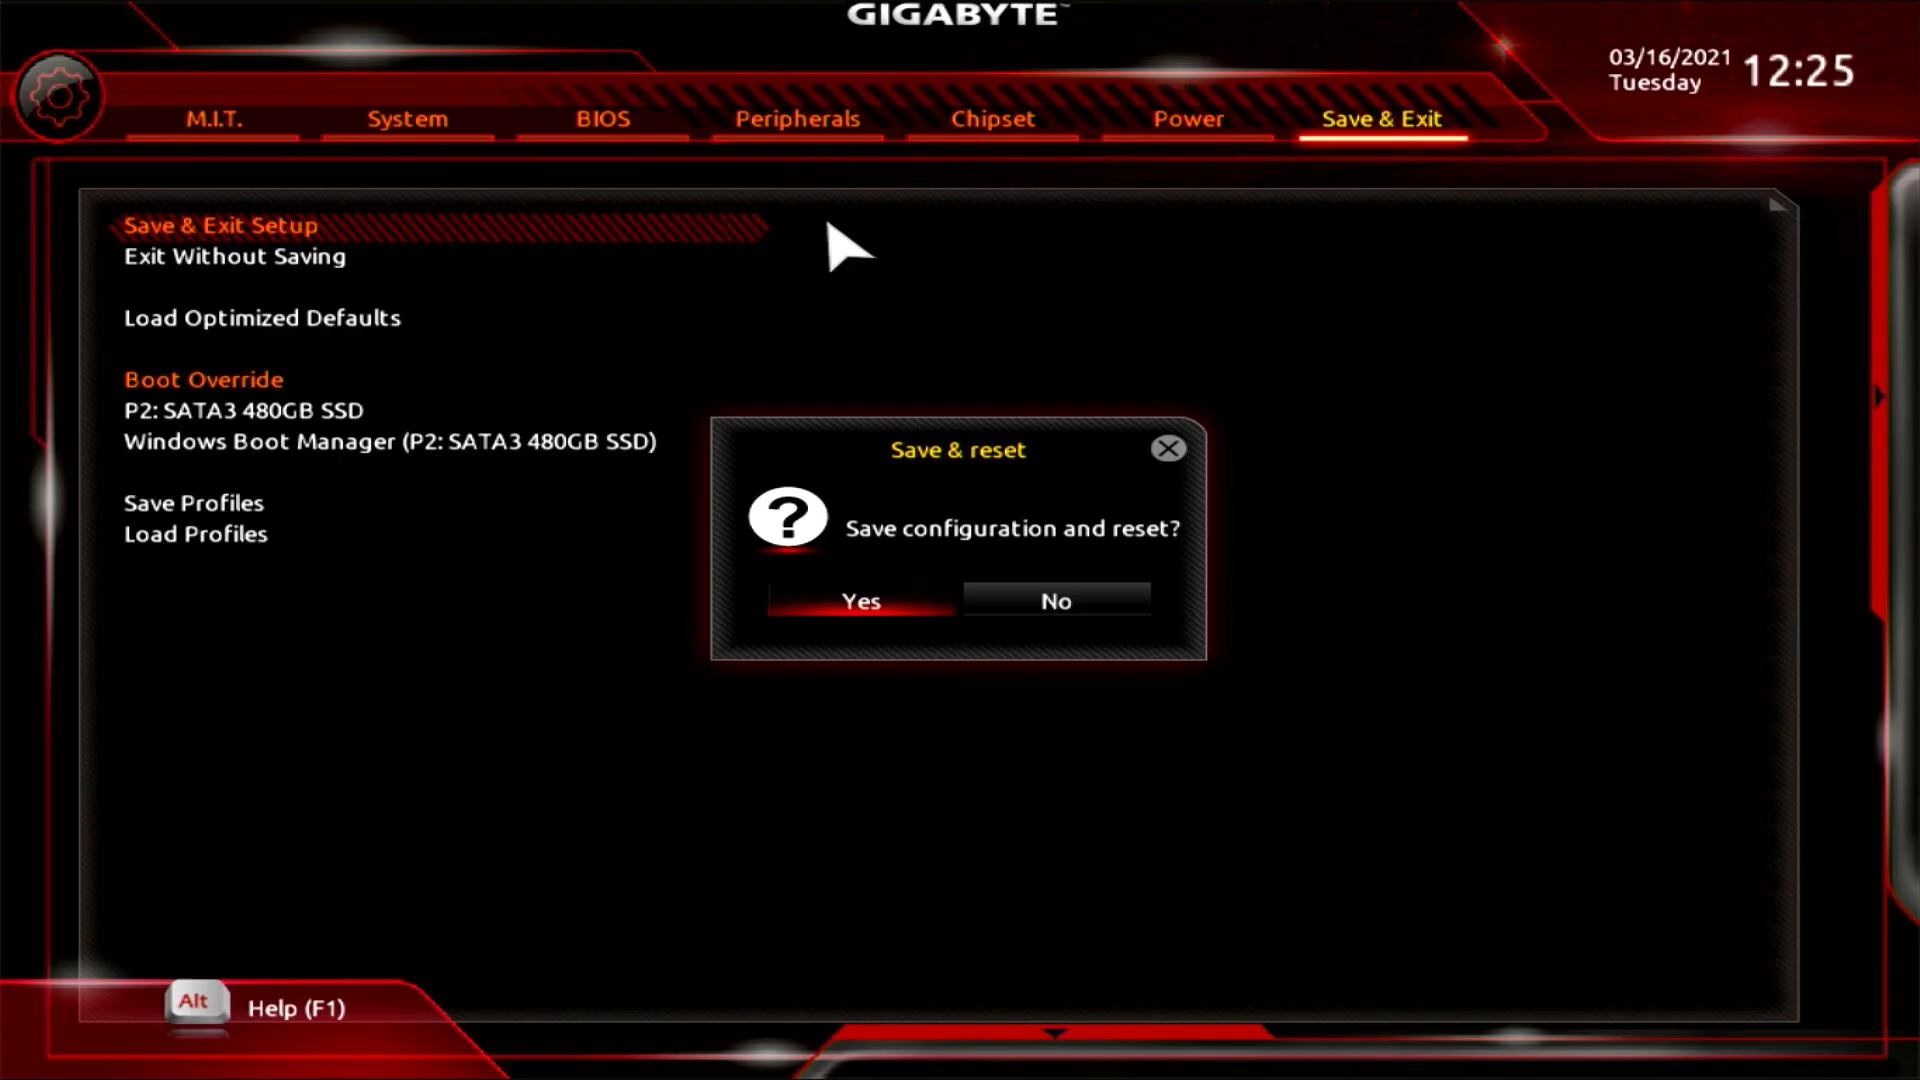 GIGABYTE™
03/16/2021
Tuesday
12:25
M.I.T. System BIOS Peripherals Chipset Power Save & Exit
Save & Exit Setup
Exit Without Saving
Load Optimized Defaults
Boot Override
P2: SATA3 480GB SSD
Windows Boot Manager (P2: SATA3 480GB SSD)
Save Profiles
Load Profiles
Save & reset
?
Save configuration and reset?
Yes No
Alt Help (F1)